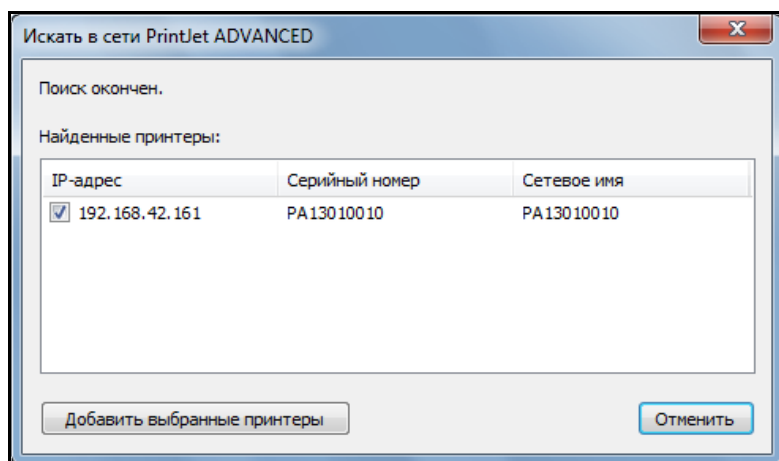 Искать в сети PrintJet ADVANCED
Поиск окончен.
Найденные принтеры:
IP-адрес Серийный номер Сетевое имя
192.168.42.161 PA13010010 PA13010010
Добавить выбранные принтеры Отменить